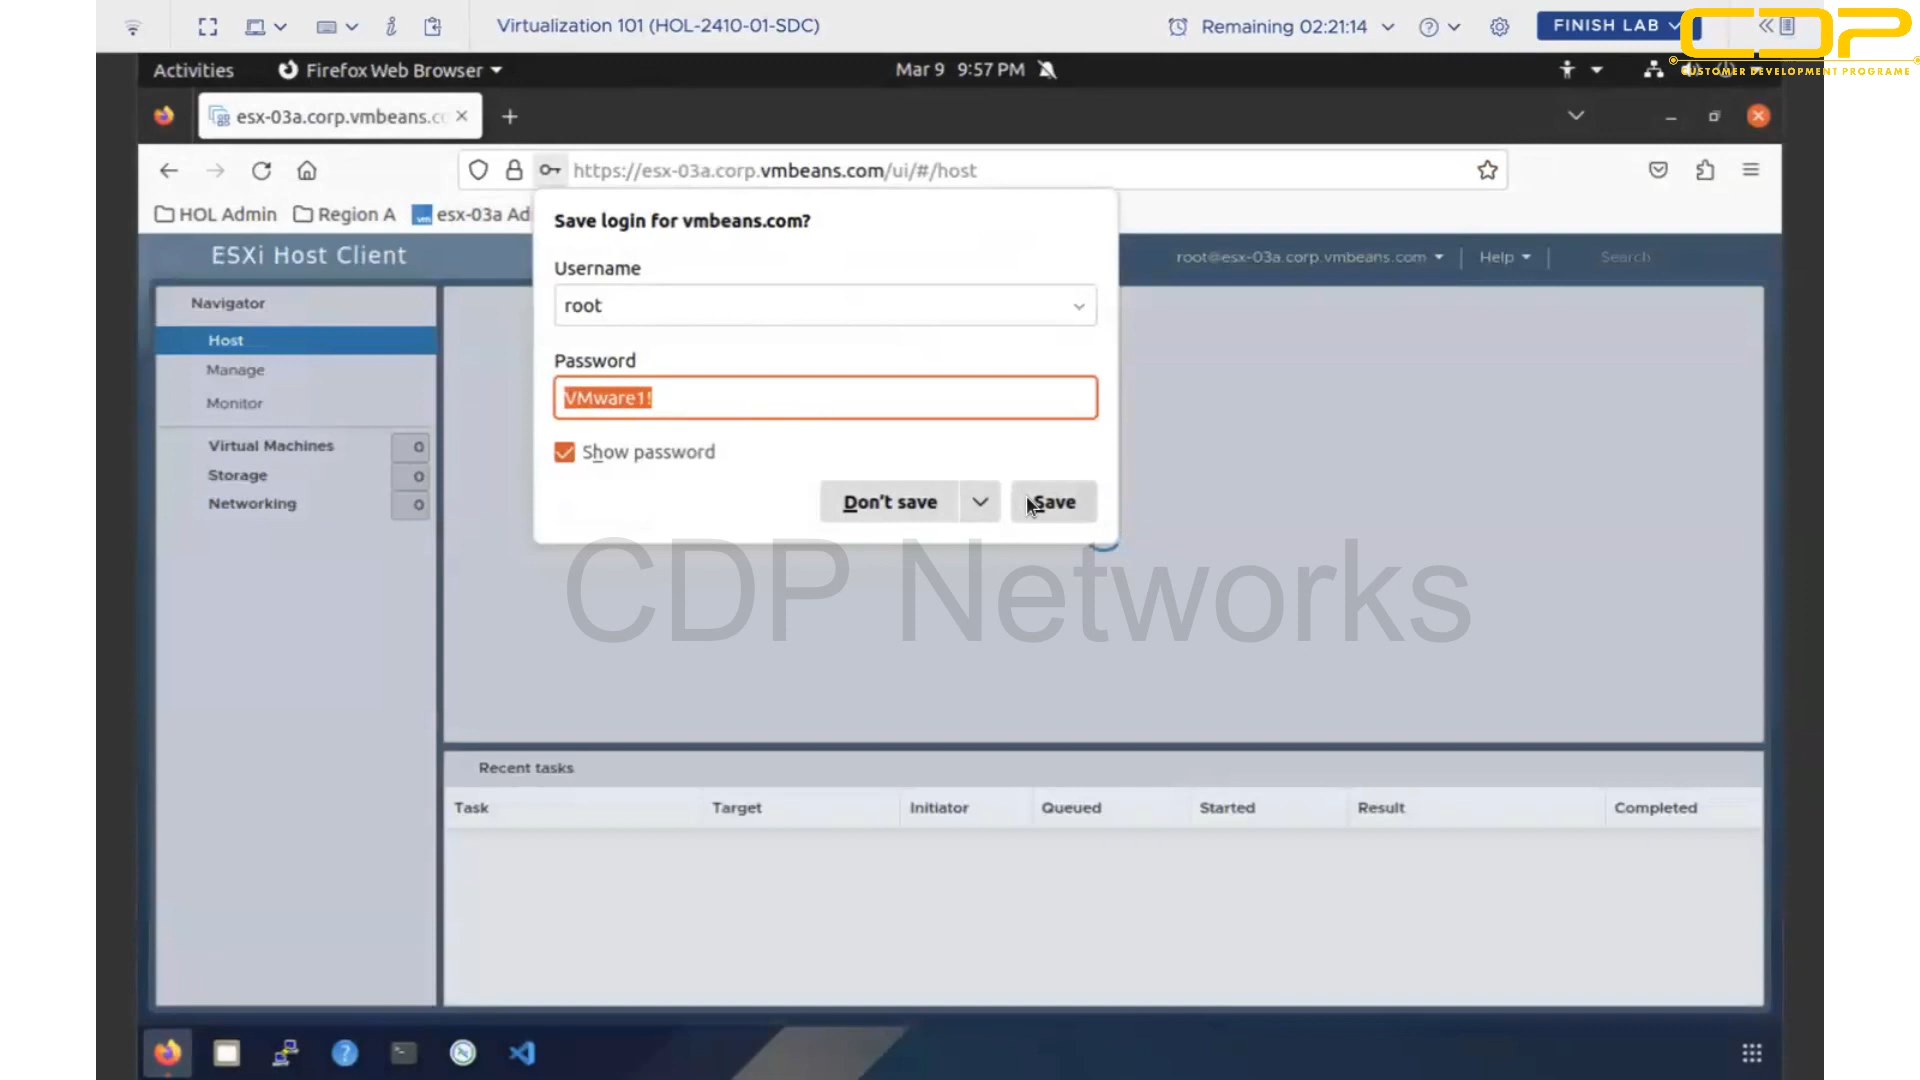 Virtualization 101 (HOL-2410-01-SDC)
Remaining 02:21:14
FINISH LAB
CDP
CUSTOMER DEVELOPMENT PROGRAME
Activities
Firefox Web Browser
Mar 9 9:57 PM
esx-03a.corp.vmbeans.c
https://esx-03a.corp.vmbeans.com/ui/#/host
HOL Admin
Region A
vm
esx-03a Ad
Save login for vmbeans.com?
Username
root
Password
VMware1!
Show password
Don't save
Save
ESXi Host Client
root@esx-03a.corp.vmbeans.com
Help
Search
Navigator
Host
Manage
Monitor
Virtual Machines 0
Storage 0
Networking 0
CDP Networks
Recent tasks
Task Target Initiator Queued Started Result Completed